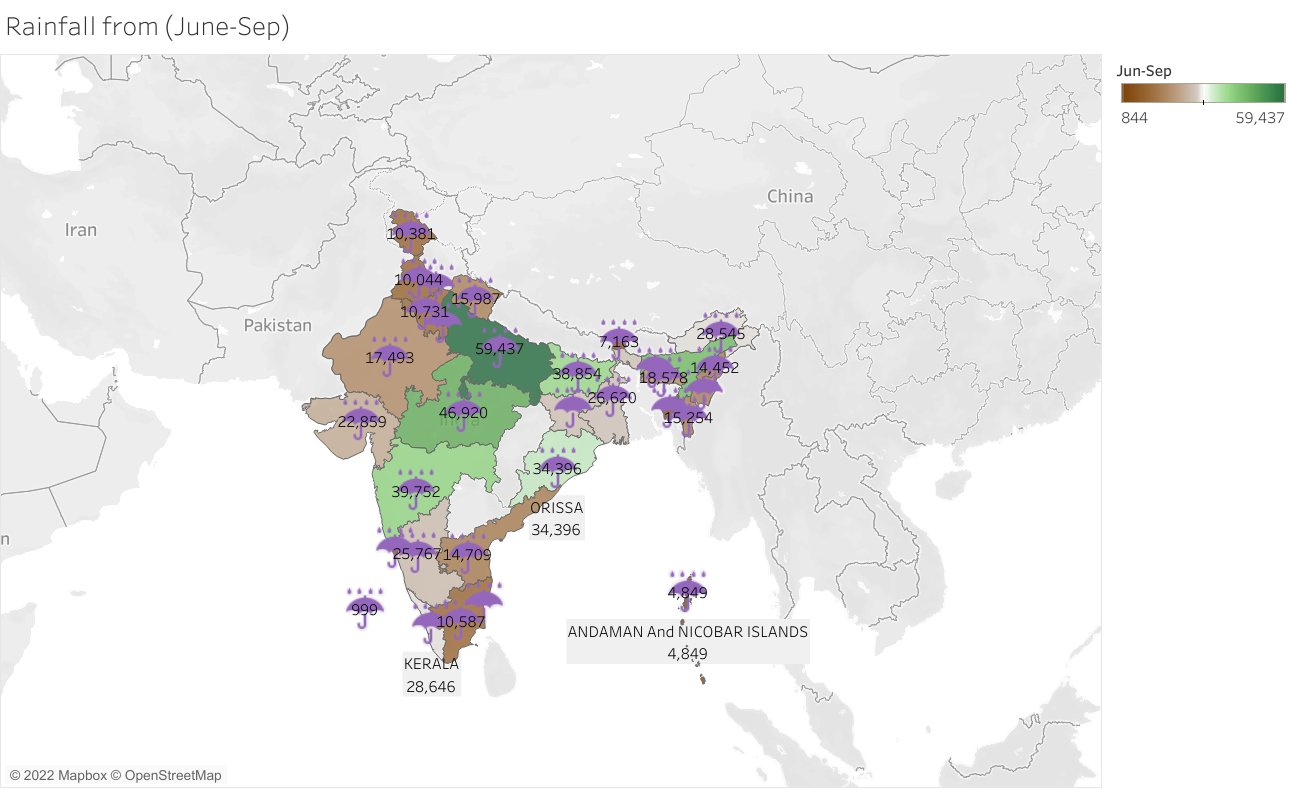 Rainfall from (June-Sep)
Jun-Sep
844
59,437
China
Iran
Pakistan
10,381
10,044
15,987
10,731
59,437
17,493
7,163
28,545
38,854
18,578
14,452
26,620
46,920
22,859
15,254
34,396
39,752
ORISSA
34,396
25,767
14,709
n
999
4,849
10,587
ANDAMAN And NICOBAR ISLANDS
4,849
KERALA
28,646
© 2022 Mapbox © OpenStreetMap